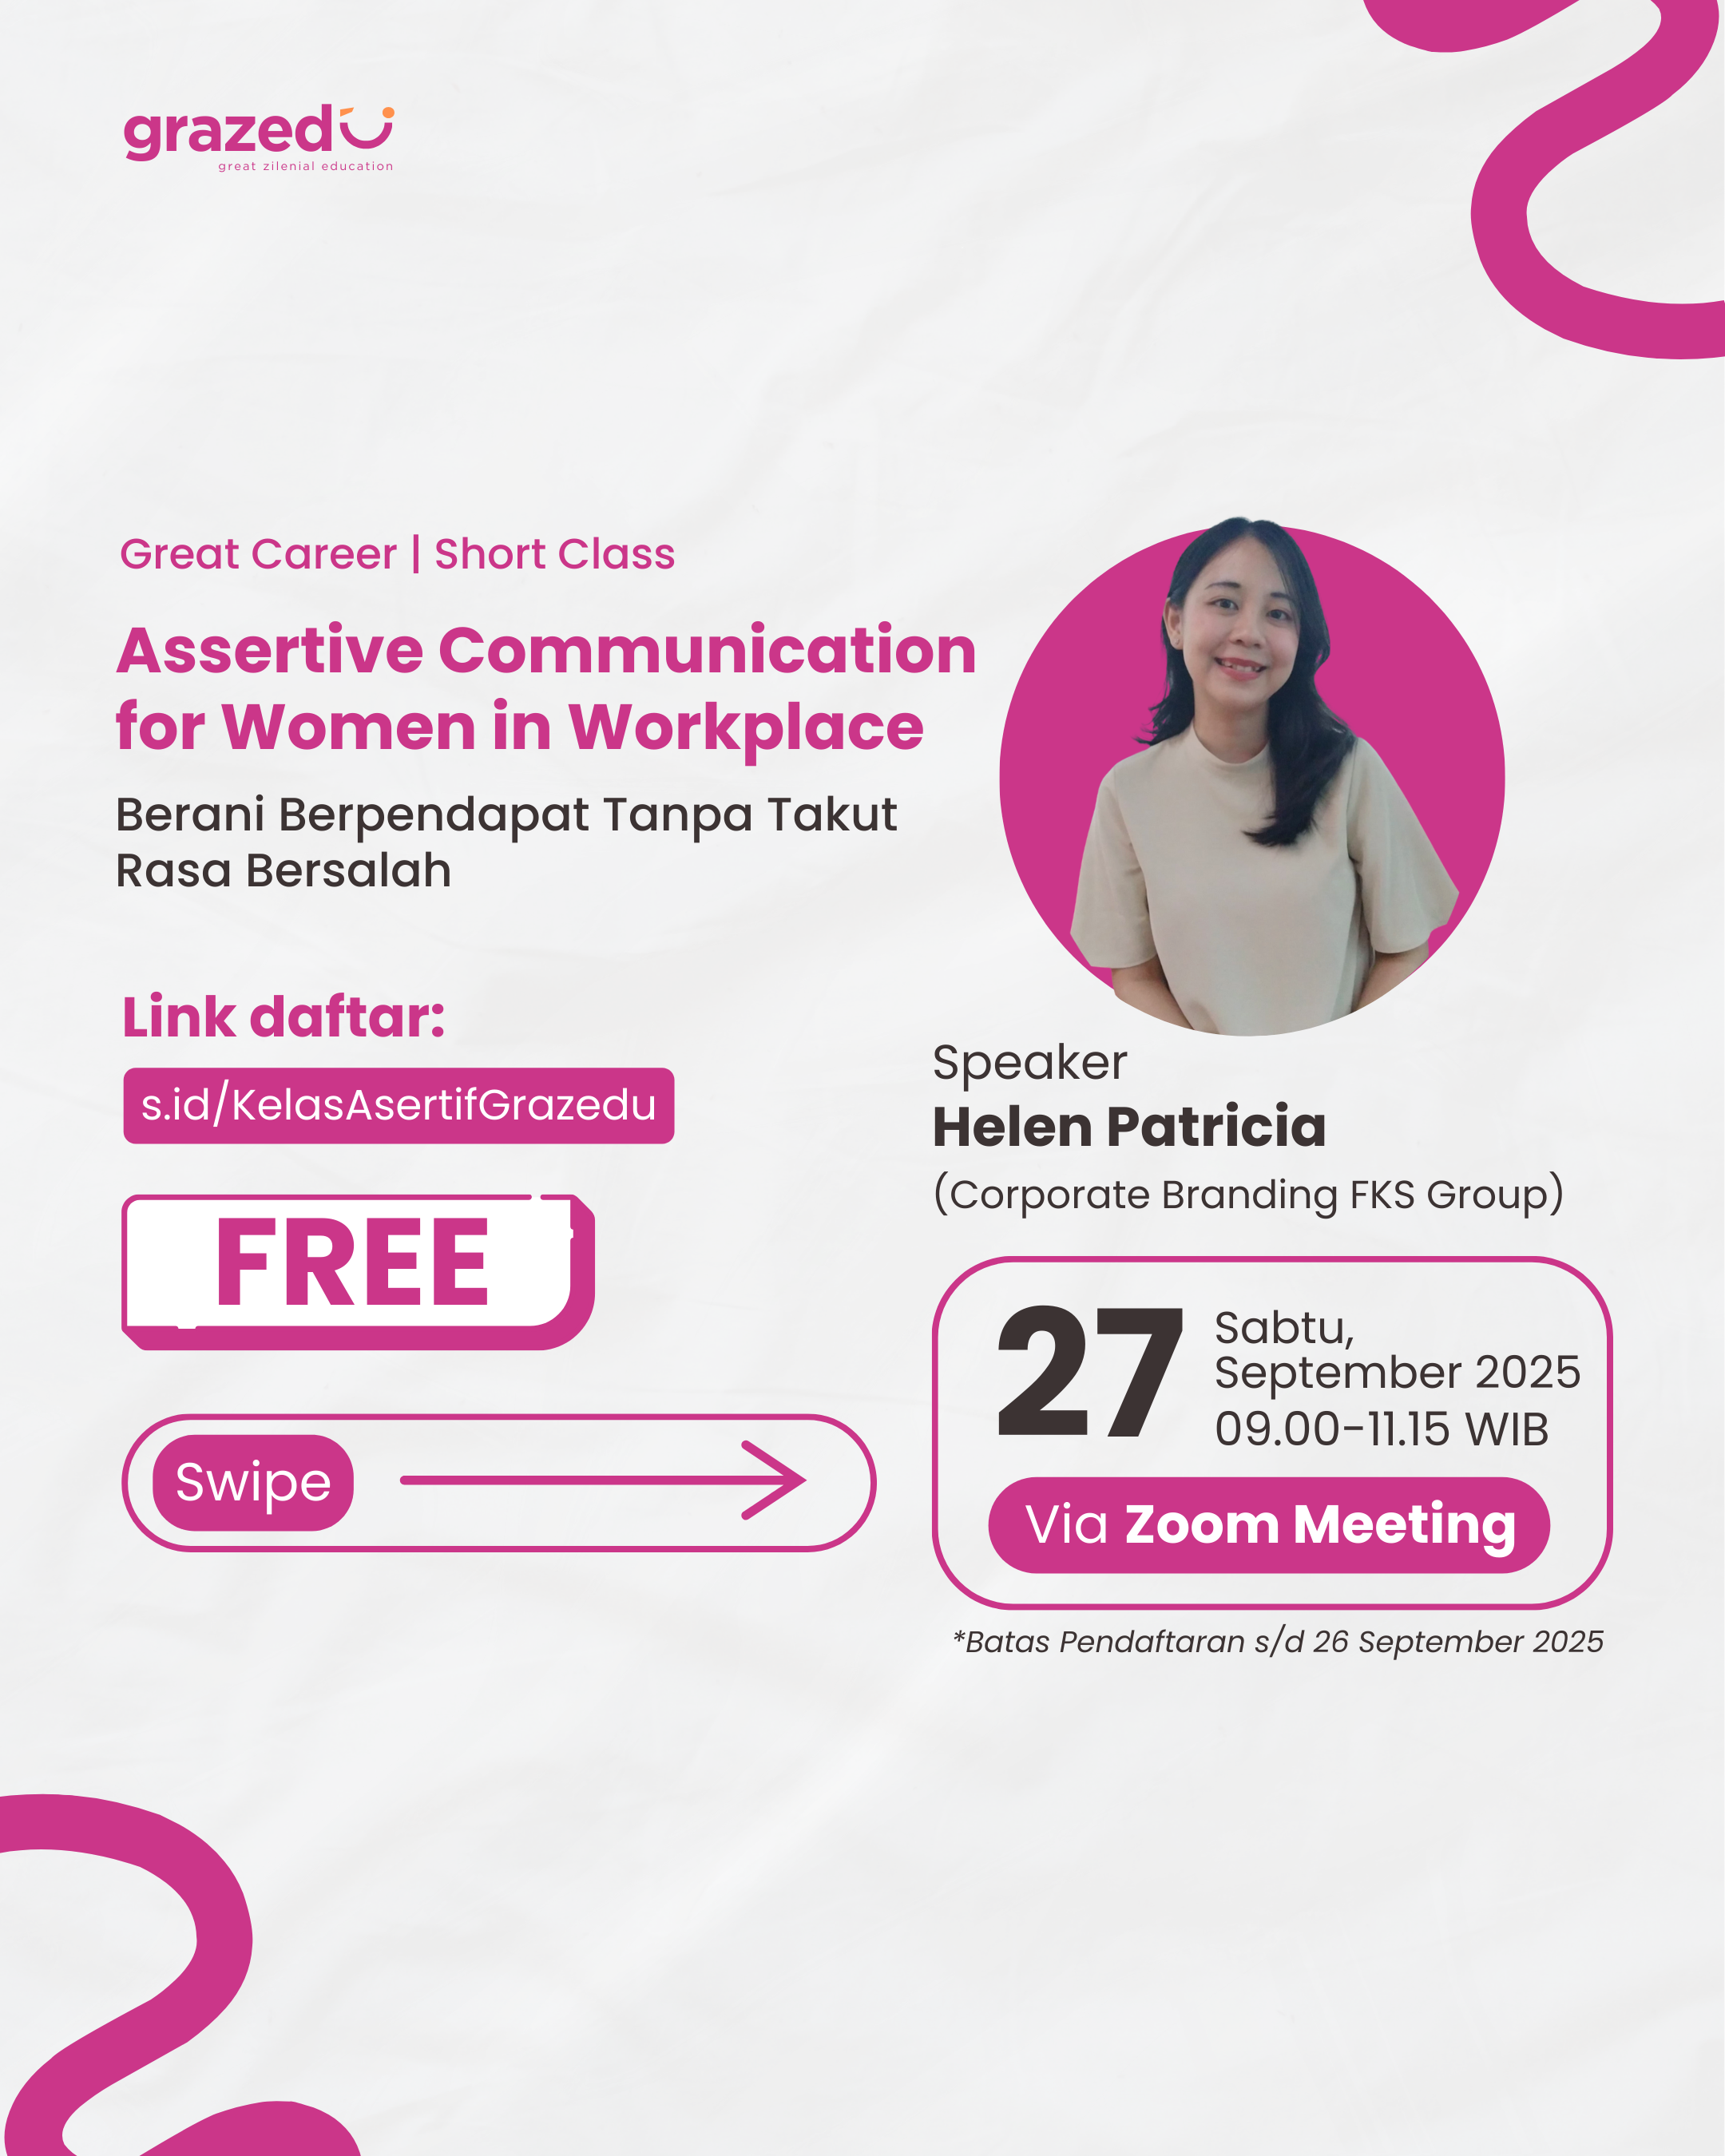 grazedu
great zilenial education
Great Career | Short Class
Assertive Communication
for Women in Workplace
Berani Berpendapat Tanpa Takut
Rasa Bersalah
Link daftar:
s.id/KelasAsertifGrazedu
FREE
Swipe
Speaker
Helen Patricia
(Corporate Branding FKS Group)
27
Sabtu,
September 2025
09.00-11.15 WIB
Via Zoom Meeting
*Batas Pendaftaran s/d 26 September 2025